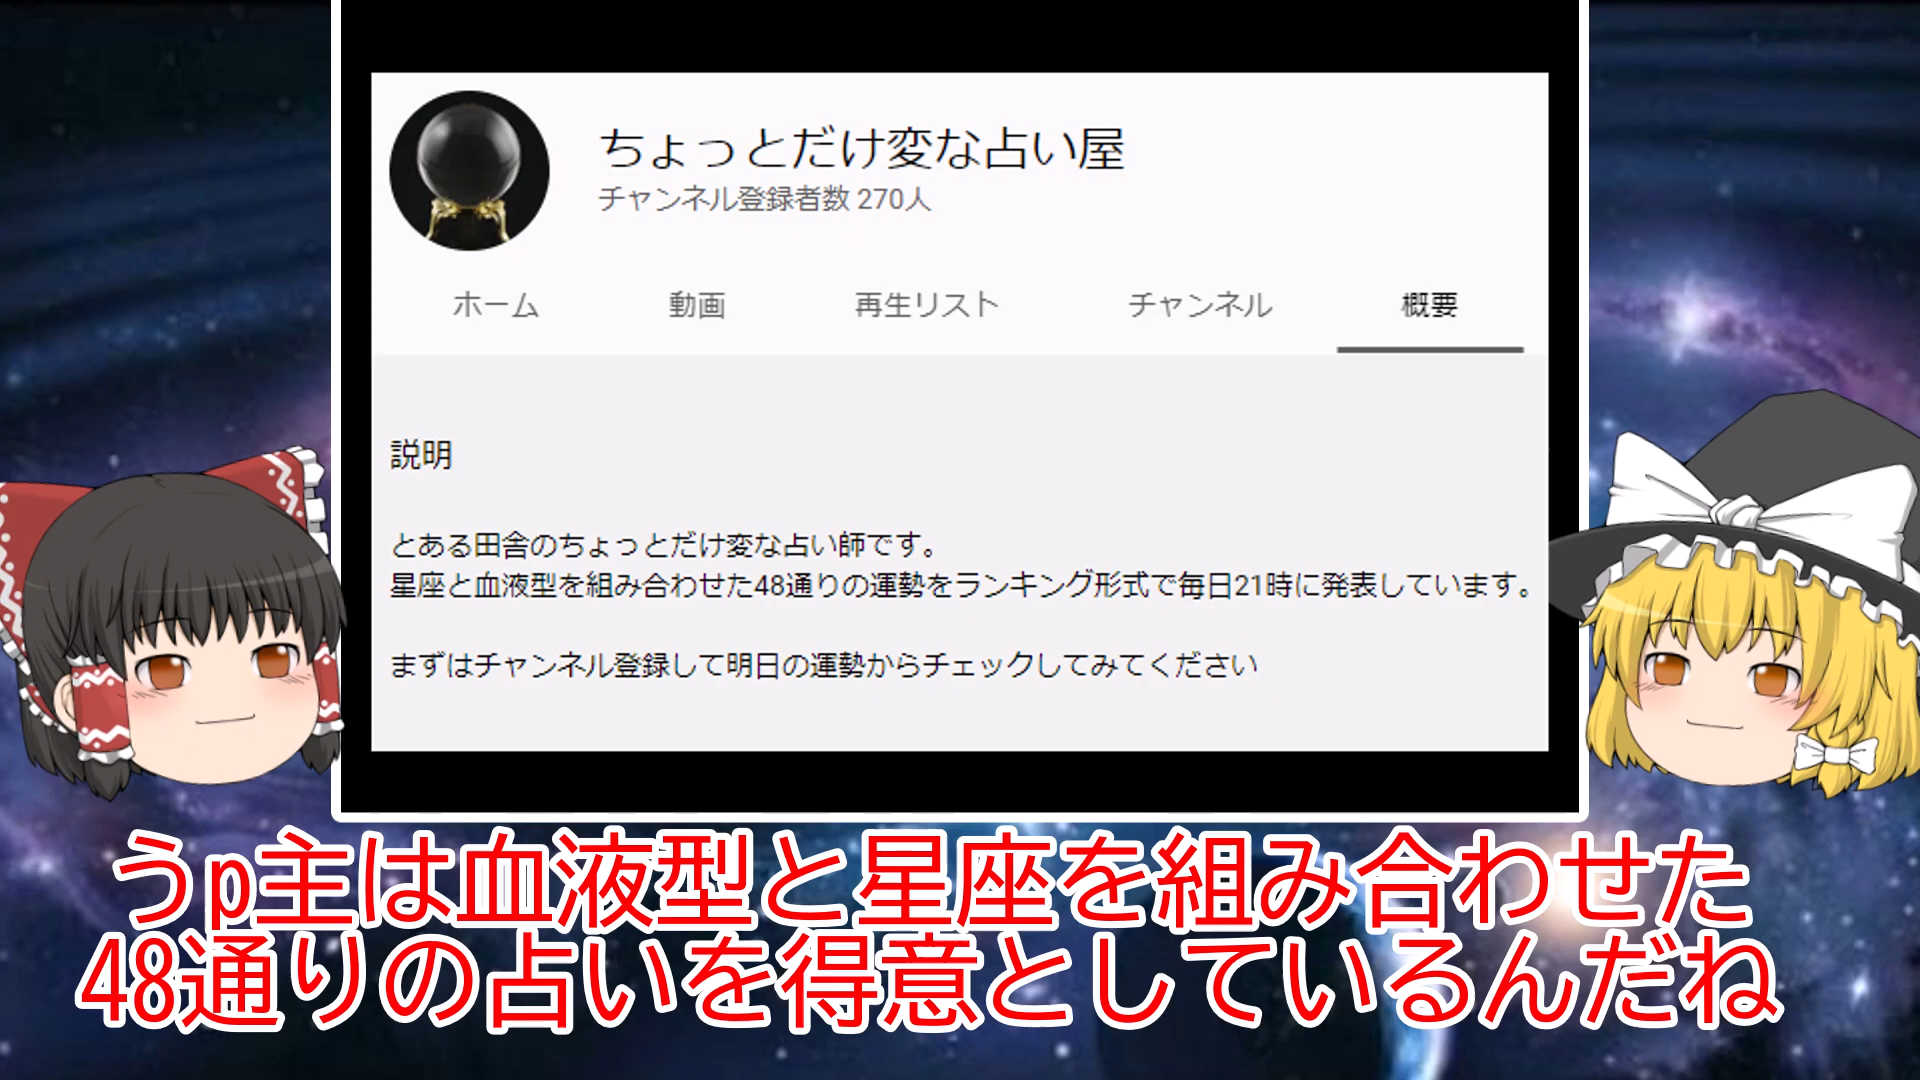 ちょっとだけ変な占い屋
チャンネル登録者数 270人
ホーム
動画
再生リスト
チャンネル
概要
説明
とある田舎のちょっとだけ変な占い師です。
星座と血液型を組み合わせた48通りの運勢をランキング形式で毎日21時に発表しています。
まずはチャンネル登録して明日の運勢からチェックしてみてください
うp主は血液型と星座を組み合わせた
48通りの占いを得意としているんだね